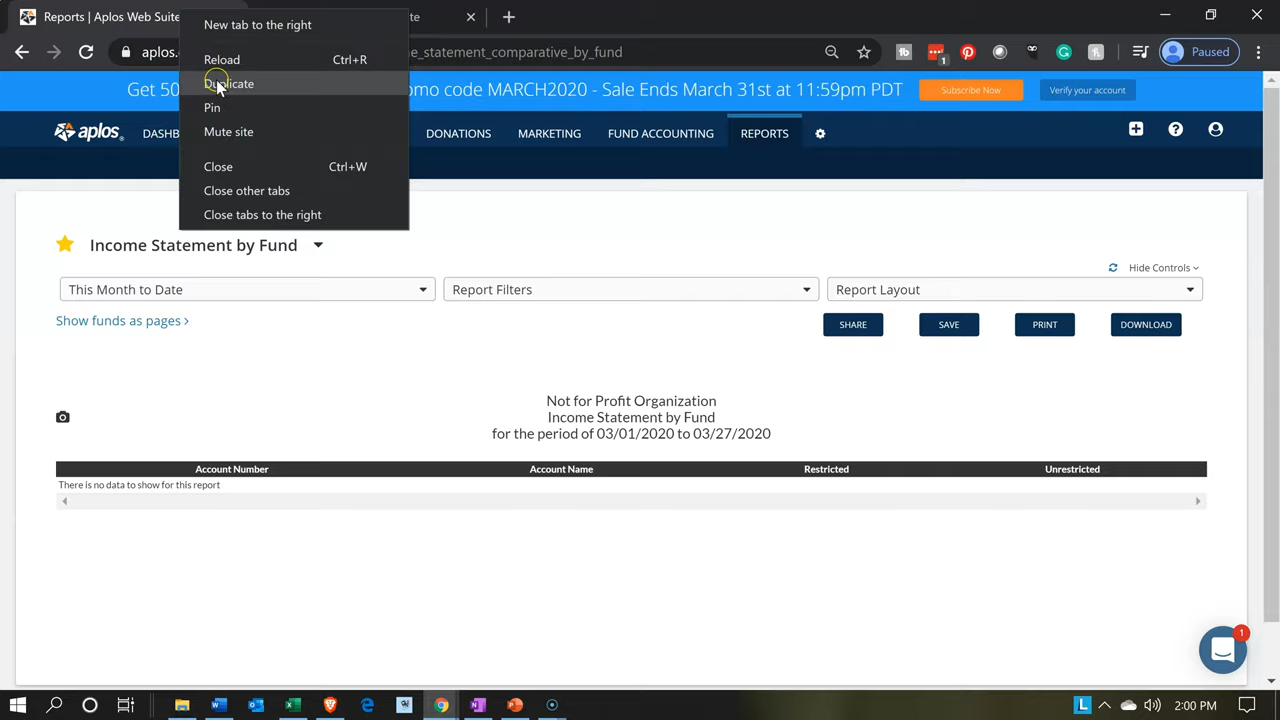 Reports | Aplos Web Suite
te
New tab to the right
Reload Ctrl+R
Duplicate
Pin
Mute site
Close Ctrl+W
Close other tabs
Close tabs to the right
aplos. e_statement_comparative_by_fund
1
Paused
Get 50 omo code MARCH2020 - Sale Ends March 31st at 11:59pm PDT
Subscribe Now
Verify your account
aplos
DASHB
DONATIONS
MARKETING
FUND ACCOUNTING
REPORTS
Income Statement by Fund
Hide Controls
This Month to Date
Report Filters
Report Layout
Show funds as pages >
SHARE
SAVE
PRINT
DOWNLOAD
Not for Profit Organization
Income Statement by Fund
for the period of 03/01/2020 to 03/27/2020
Account Number Account Name Restricted Unrestricted
There is no data to show for this report
1
L
2:00 PM